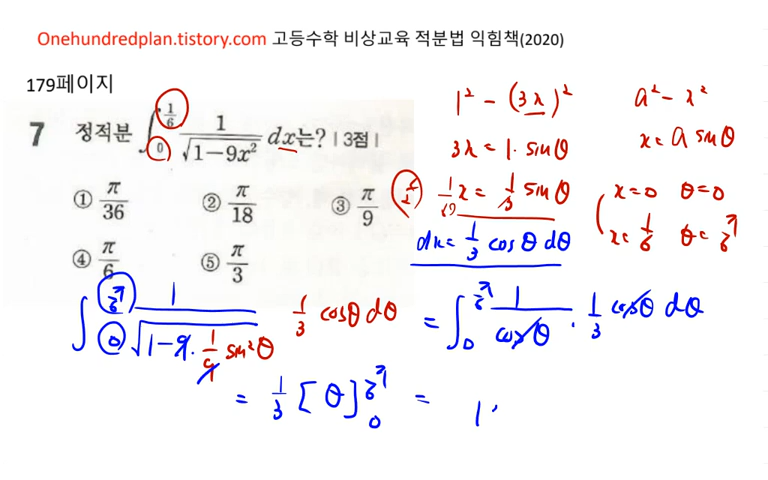 Onehundredplan.tistory.com 고등수학 비상교육 적분법 익힘책(2020)
179페이지
7 정적분 ∫₀^{1/6} 1/√(1−9x²) dx는? | 3점 |
① π/36 ② π/18 ③ π/9
④ π/6 ⑤ π/3
1² − (3x)²
3x = 1· sinθ
x = 1/3 sinθ
dx = 1/3 cosθ dθ
a² − x²
x = a sinθ
x = 0 θ = 0
x = 1/6 θ = π/6
∫₀^{π/6} 1/√(1−9·1/9 sin²θ) 1/3 cosθ dθ = ∫₀^{π/6} 1/cosθ · 1/3 cosθ dθ
= 1/3 [θ]₀^{π/6} =